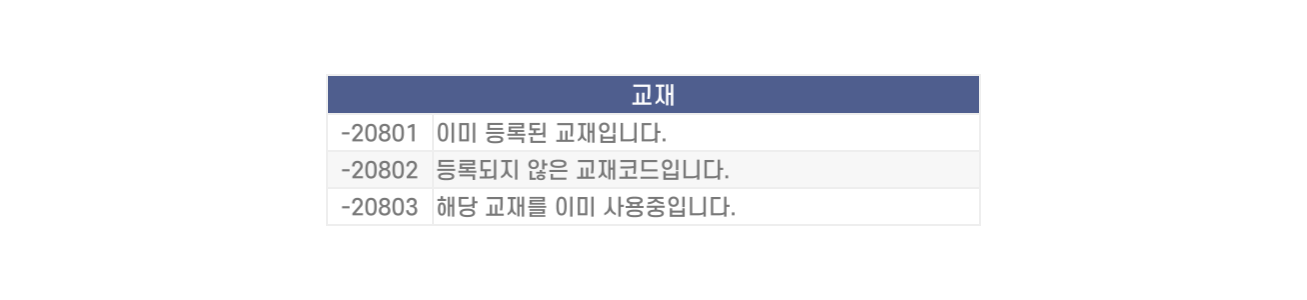 교재
-20801 이미 등록된 교재입니다.
-20802 등록되지 않은 교재코드입니다.
-20803 해당 교재를 이미 사용중입니다.